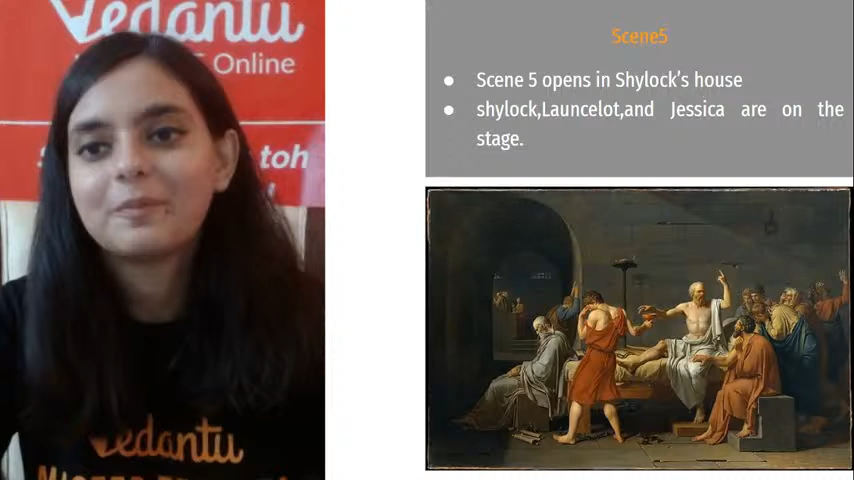 Vedantu
Online
toh
Vedantu
Scene5
● Scene 5 opens in Shylock's house
● shylock,Launcelot,and Jessica are on the
stage.